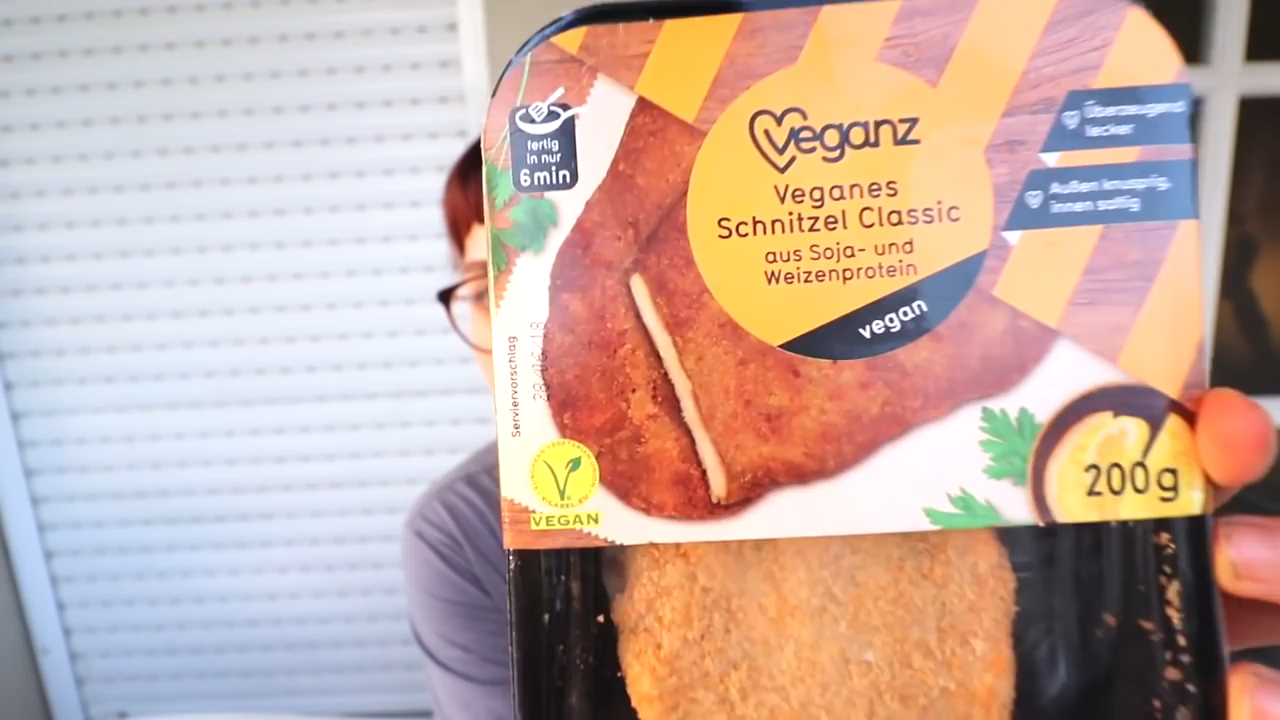 fertig
in nur
6 min
veganz
Veganes
Schnitzel Classic
aus Soja- und
Weizenprotein
vegan
Überzeugend
lecker
Außen knusprig,
innen saftig
Serviervorschlag
VEGAN
200g